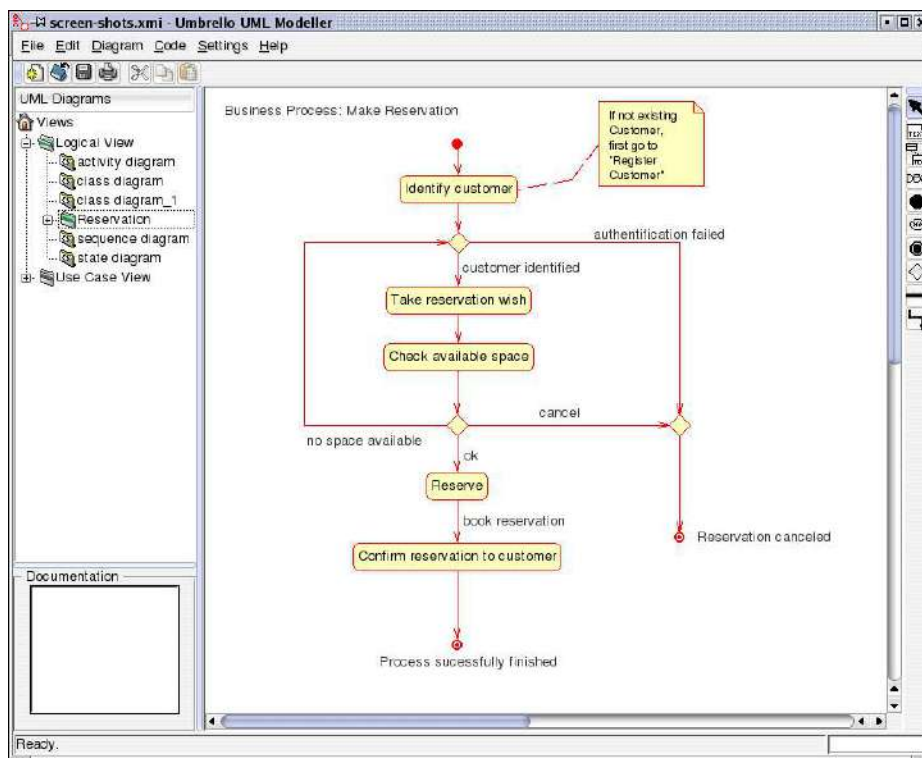 screen-shots.xmi - Umbrello UML Modeller
File Edit Diagram Code Settings Help
UML Diagrams
Views
Logical View
activity diagram
class diagram
class diagram_1
Reservation
sequence diagram
state diagram
Use Case View
Documentation
Business Process: Make Reservation
If not existing
Customer,
first go to
"Register
Customer"
Identify customer
authentification failed
customer identified
Take reservation wish
Check available space
cancel
no space available
ok
Reserve
book reservation
Confirm reservation to customer
Reservation canceled
Process sucessfully finished
Ready.